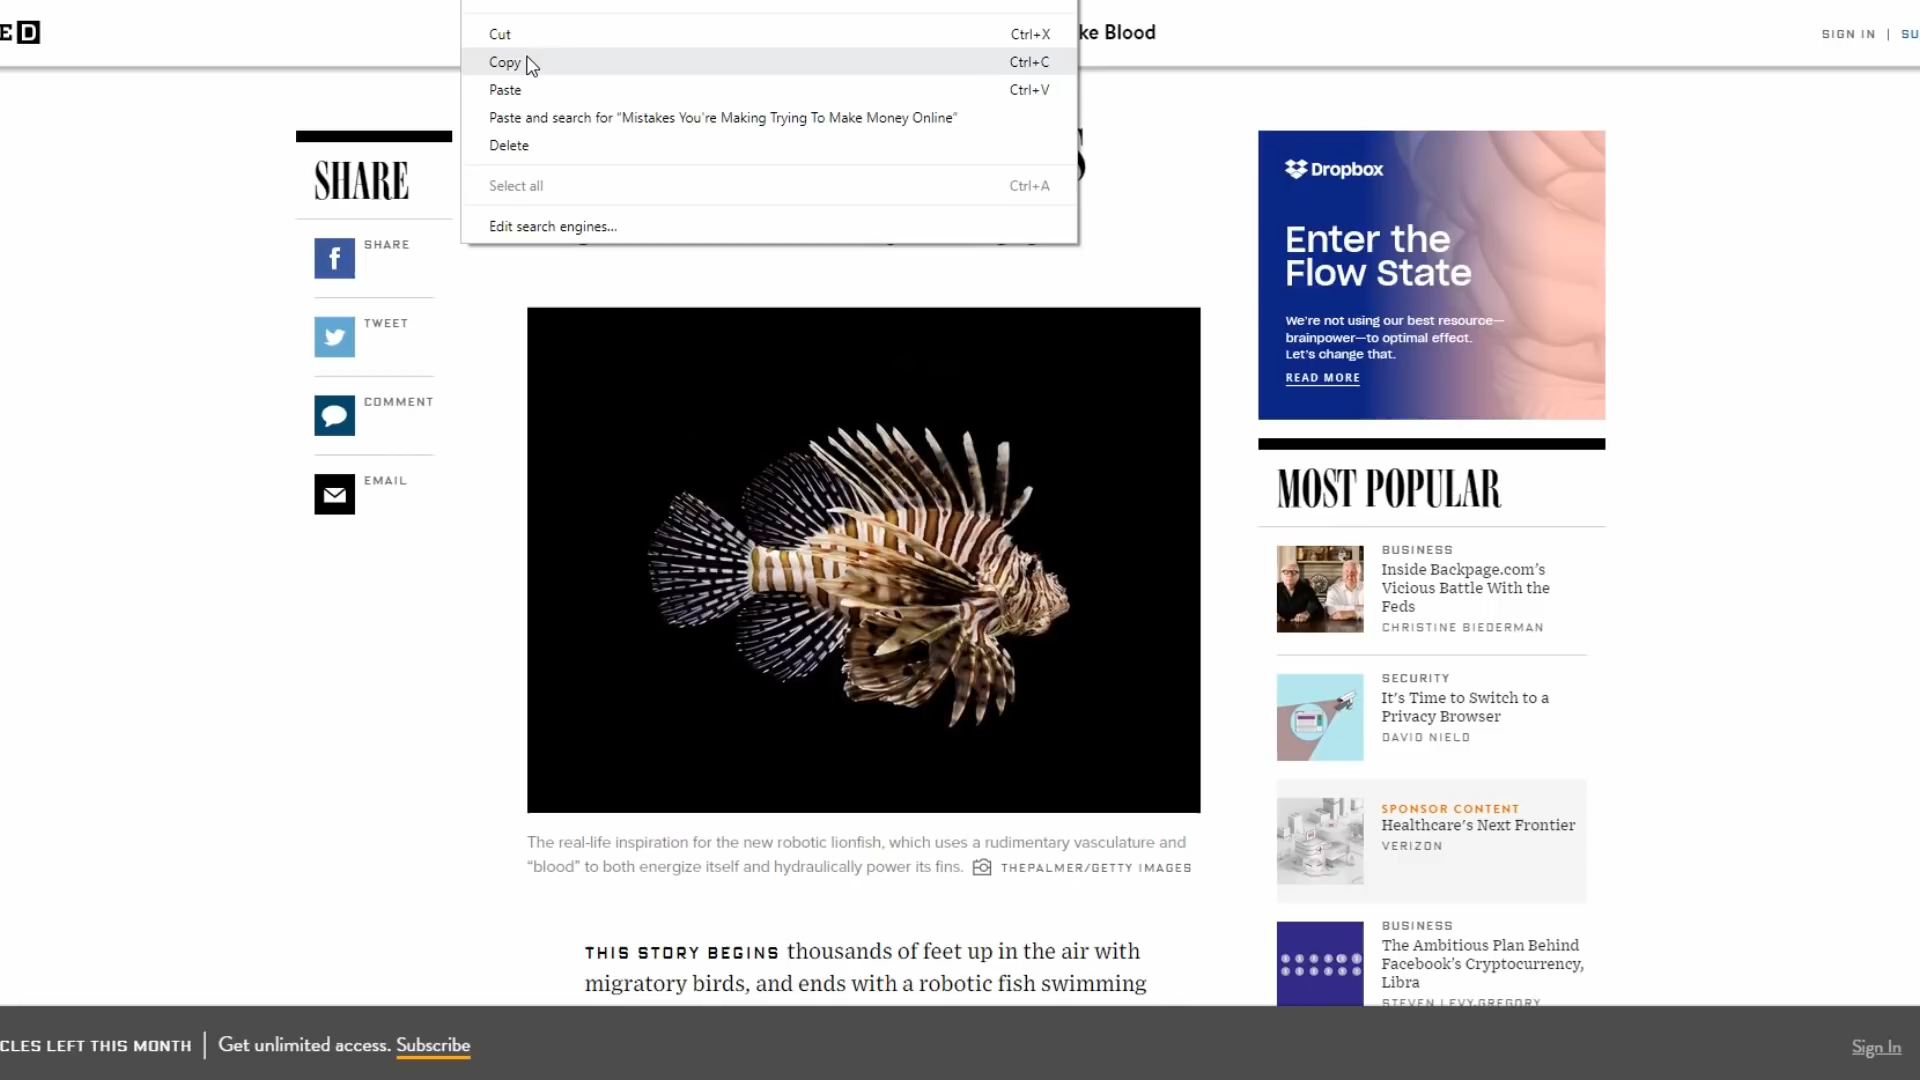 ED
ke Blood
SIGN IN | SU
Cut Ctrl+X
Copy Ctrl+C
Paste Ctrl+V
Paste and search for “Mistakes You're Making Trying To Make Money Online”
Delete
Select all Ctrl+A
Edit search engines...
S
SHARE
SHARE
TWEET
COMMENT
EMAIL
Dropbox
Enter the
Flow State
We’re not using our best resource—
brainpower—to optimal effect.
Let’s change that.
READ MORE
MOST POPULAR
BUSINESS
Inside Backpage.com’s
Vicious Battle With the
Feds
CHRISTINE BIEDERMAN
SECURITY
It’s Time to Switch to a
Privacy Browser
DAVID NIELD
SPONSOR CONTENT
Healthcare’s Next Frontier
VERIZON
BUSINESS
The Ambitious Plan Behind
Facebook’s Cryptocurrency,
Libra
STEVEN LEVY,GREGORY
The real-life inspiration for the new robotic lionfish, which uses a rudimentary vasculature and
“blood” to both energize itself and hydraulically power its fins. THEPALMER/GETTY IMAGES
THIS STORY BEGINS thousands of feet up in the air with
migratory birds, and ends with a robotic fish swimming
CLES LEFT THIS MONTH | Get unlimited access. Subscribe
Sign In